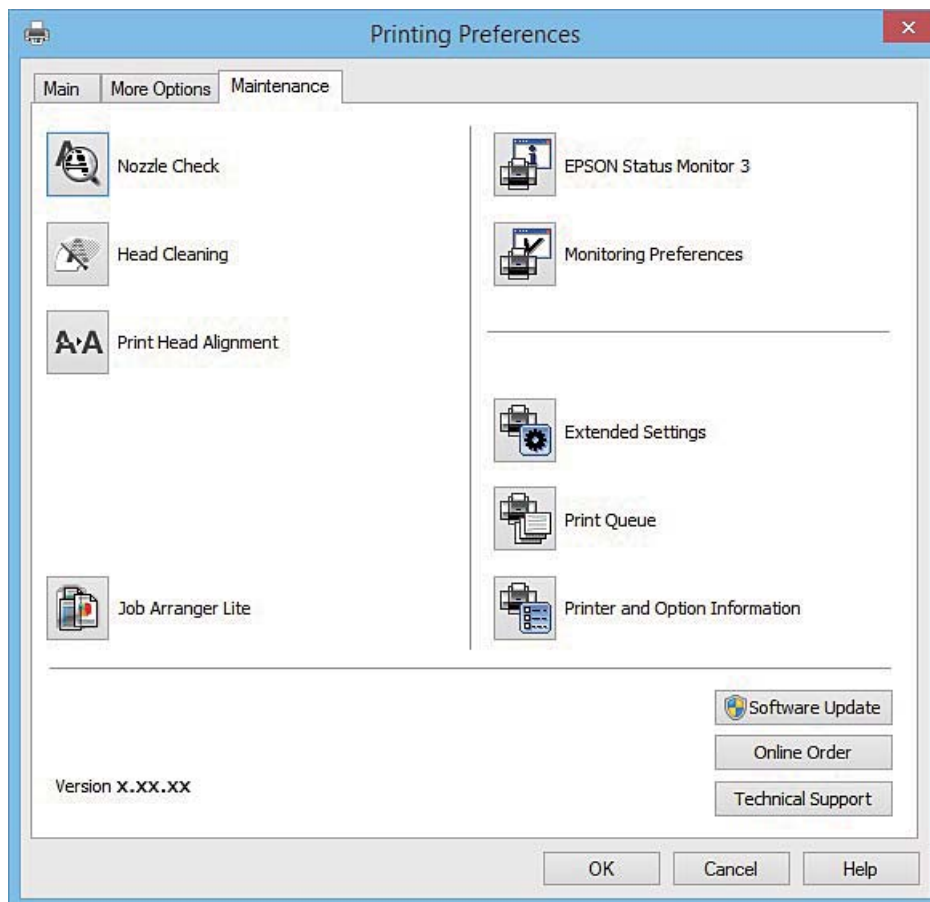 Printing Preferences
Main
More Options
Maintenance
Nozzle Check
Head Cleaning
A·A Print Head Alignment
Job Arranger Lite
EPSON Status Monitor 3
Monitoring Preferences
Extended Settings
Print Queue
Printer and Option Information
Software Update
Online Order
Technical Support
Version x.xx.xx
OK
Cancel
Help